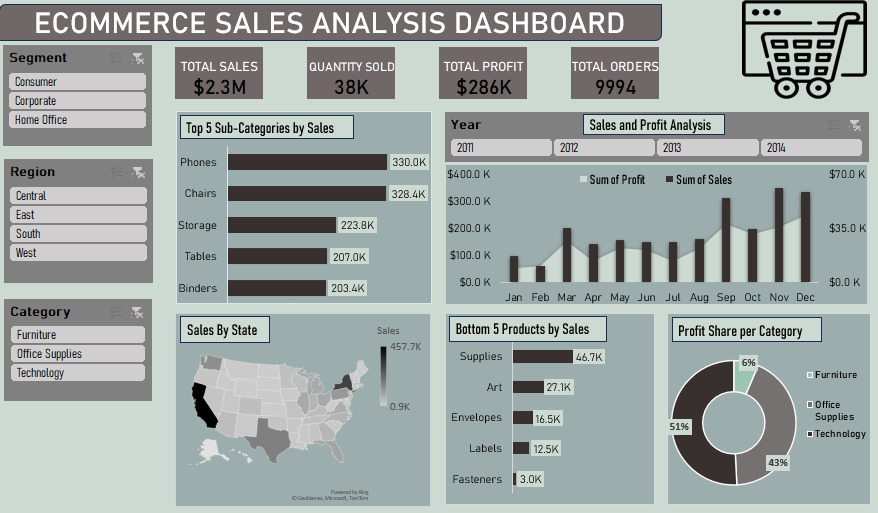 ECOMMERCE SALES ANALYSIS DASHBOARD
Segment
Consumer
Corporate
Home Office
Region
Central
East
South
West
Category
Furniture
Office Supplies
Technology
TOTAL SALES
$2.3M
QUANTITY SOLD
38K
TOTAL PROFIT
$286K
TOTAL ORDERS
9994
Top 5 Sub-Categories by Sales
Phones 330.0K
Chairs 328.4K
Storage 223.8K
Tables 207.0K
Binders 203.4K
Year
Sales and Profit Analysis
2011 2012 2013 2014
Sum of Profit Sum of Sales
$400.0 K $70.0 K
$300.0 K
$200.0 K $35.0 K
$100.0 K
$0.0 K $0.0 K
Jan Feb Mar Apr May Jun Jul Aug Sep Oct Nov Dec
Sales By State
Sales
457.7K
0.9K
Powered by Bing
© GeoNames, Microsoft, TomTom
Bottom 5 Products by Sales
Supplies 46.7K
Art 27.1K
Envelopes 16.5K
Labels 12.5K
Fasteners 3.0K
Profit Share per Category
6%
51%
43%
Furniture
Office
Supplies
Technology